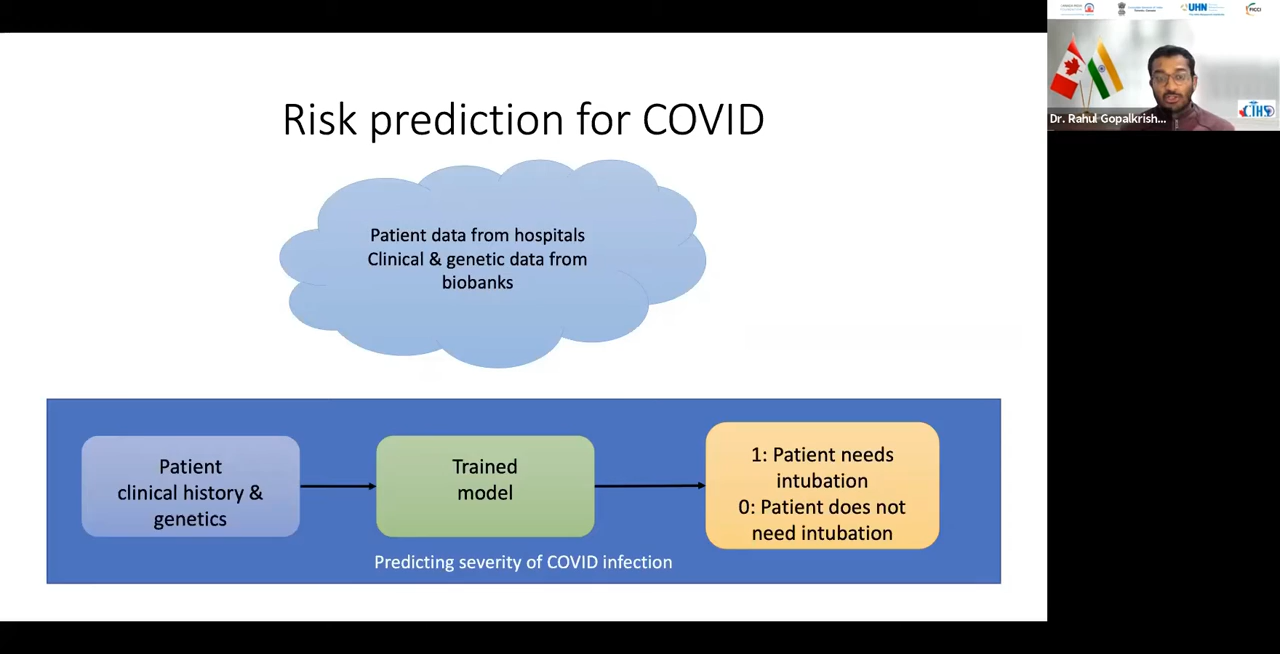 UHN
FICCI
Risk prediction for COVID
Dr. Rahul Gopalkrish...
Patient data from hospitals
Clinical & genetic data from
biobanks
Patient
clinical history &
genetics
Trained
model
1: Patient needs
intubation
0: Patient does not
need intubation
Predicting severity of COVID infection